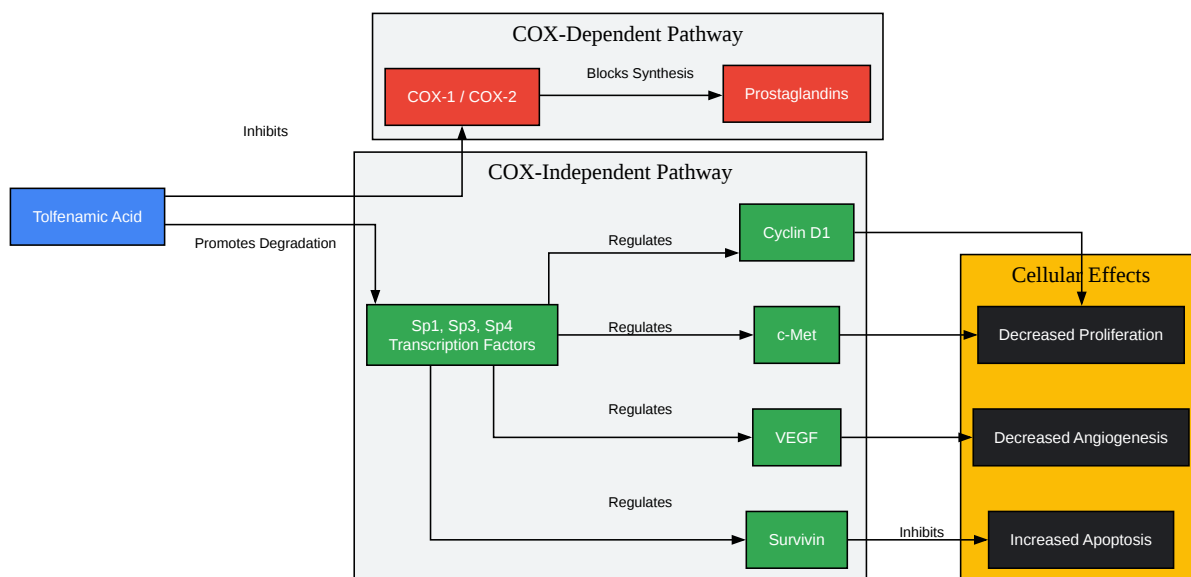 COX-Dependent Pathway
COX-1 / COX-2
Blocks Synthesis
Prostaglandins
Inhibits
COX-Independent Pathway
Tolfenamic Acid
Promotes Degradation
Regulates
Cyclin D1
Cellular Effects
Sp1, Sp3, Sp4
Transcription Factors
Regulates
c-Met
Decreased Proliferation
Regulates
VEGF
Decreased Angiogenesis
Regulates
Survivin
Inhibits
Increased Apoptosis